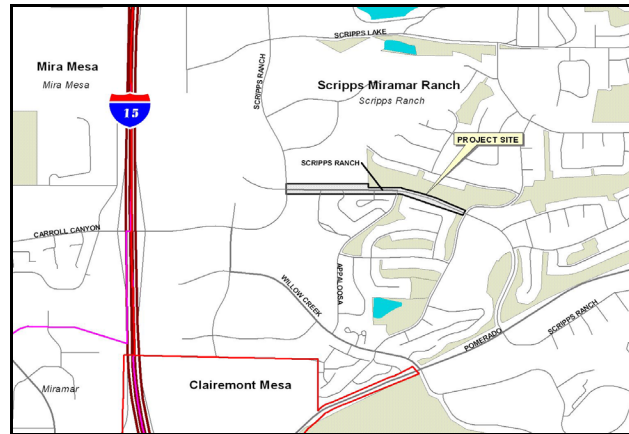 SCRIPPS LAKE
Mira Mesa
Mira Mesa
SCRIPPS RANCH
Scripps Miramar Ranch
Scripps Ranch
15
PROJECT SITE
SCRIPPS RANCH
CARROLL CANYON
WILLOW CREEK
APPALOOSA
SCRIPPS RANCH
POMERADO
Clairemont Mesa
Miramar